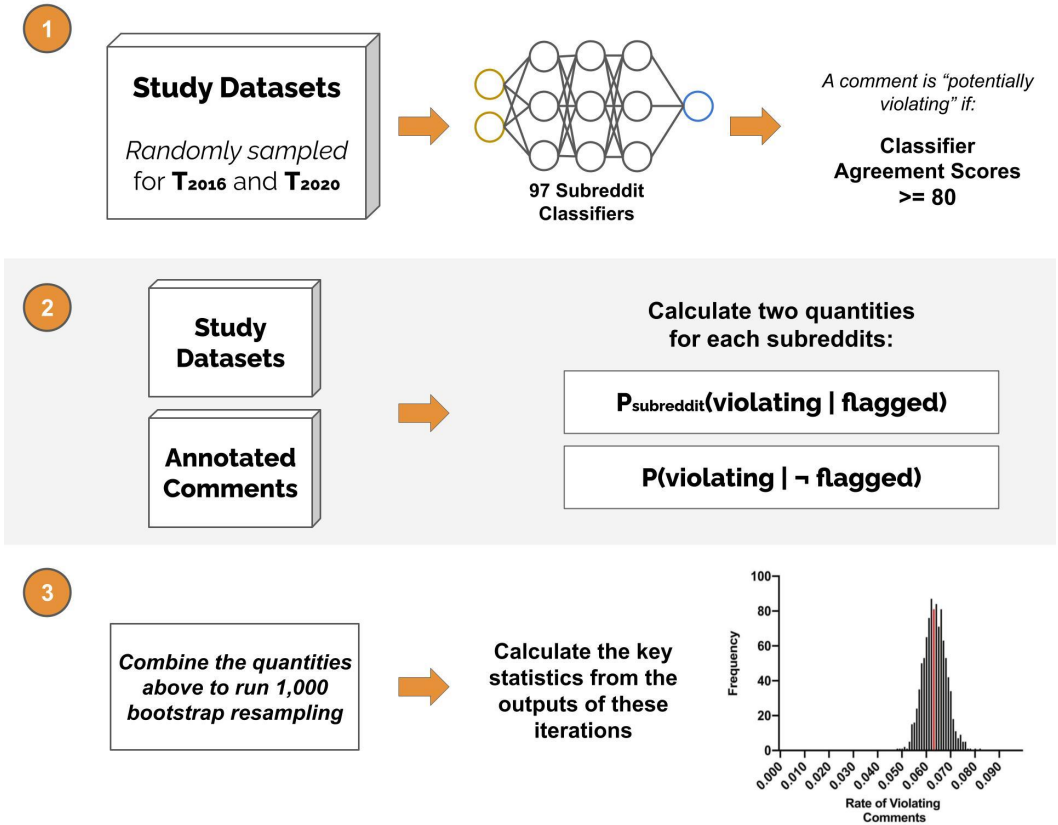 1
Study Datasets
Randomly sampled
for T2016 and T2020
97 Subreddit
Classifiers
A comment is “potentially
violating” if:
Classifier
Agreement Scores
>= 80
2
Study
Datasets
Annotated
Comments
Calculate two quantities
for each subreddits:
Psubreddit(violating | flagged)
P(violating | ¬ flagged)
3
Combine the quantities
above to run 1,000
bootstrap resampling
Calculate the key
statistics from the
outputs of these
iterations
Frequency
100
80
60
40
20
0
0.000
0.010
0.020
0.030
0.040
0.050
0.060
0.070
0.080
0.090
Rate of Violating
Comments